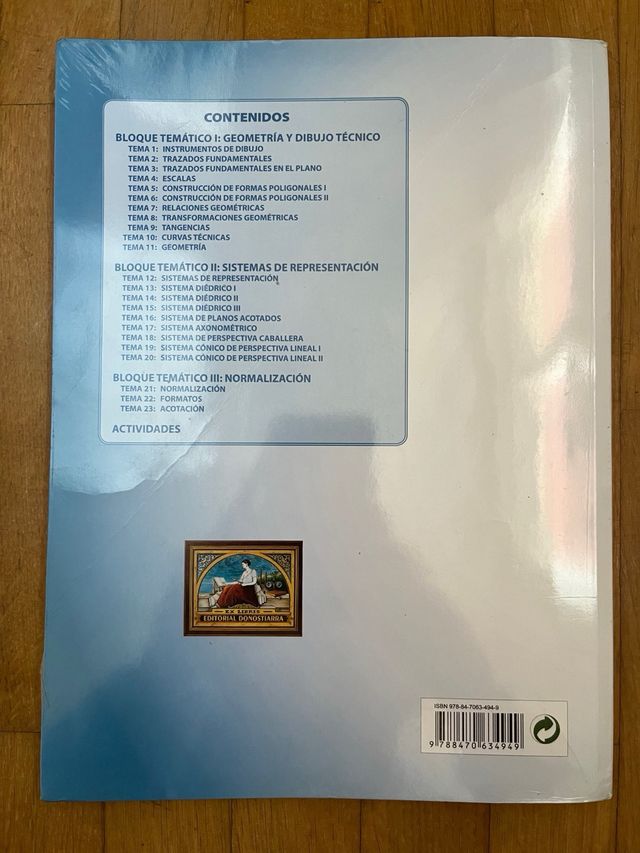 CONTENIDOS
BLOQUE TEMÁTICO I: GEOMETRÍA Y DIBUJO TÉCNICO
TEMA 1: INSTRUMENTOS DE DIBUJO
TEMA 2: TRAZADOS FUNDAMENTALES
TEMA 3: TRAZADOS FUNDAMENTALES EN EL PLANO
TEMA 4: ESCALAS
TEMA 5: CONSTRUCCIÓN DE FORMAS POLIGONALES I
TEMA 6: CONSTRUCCIÓN DE FORMAS POLIGONALES II
TEMA 7: RELACIONES GEOMÉTRICAS
TEMA 8: TRANSFORMACIONES GEOMÉTRICAS
TEMA 9: TANGENCIAS
TEMA 10: CURVAS TÉCNICAS
TEMA 11: GEOMETRÍA
BLOQUE TEMÁTICO II: SISTEMAS DE REPRESENTACIÓN
TEMA 12: SISTEMAS DE REPRESENTACIÓN
TEMA 13: SISTEMA DIÉDRICO I
TEMA 14: SISTEMA DIÉDRICO II
TEMA 15: SISTEMA DIÉDRICO III
TEMA 16: SISTEMA DE PLANOS ACOTADOS
TEMA 17: SISTEMA AXONOMÉTRICO
TEMA 18: SISTEMA DE PERSPECTIVA CABALLERA
TEMA 19: SISTEMA CÓNICO DE PERSPECTIVA LINEAL I
TEMA 20: SISTEMA CÓNICO DE PERSPECTIVA LINEAL II
BLOQUE TEMÁTICO III: NORMALIZACIÓN
TEMA 21: NORMALIZACIÓN
TEMA 22: FORMATOS
TEMA 23: ACOTACIÓN
ACTIVIDADES
EX LIBRIS
EDITORIAL DONOSTIARRA
ISBN 978-84-7063-494-9
9 788470 634949